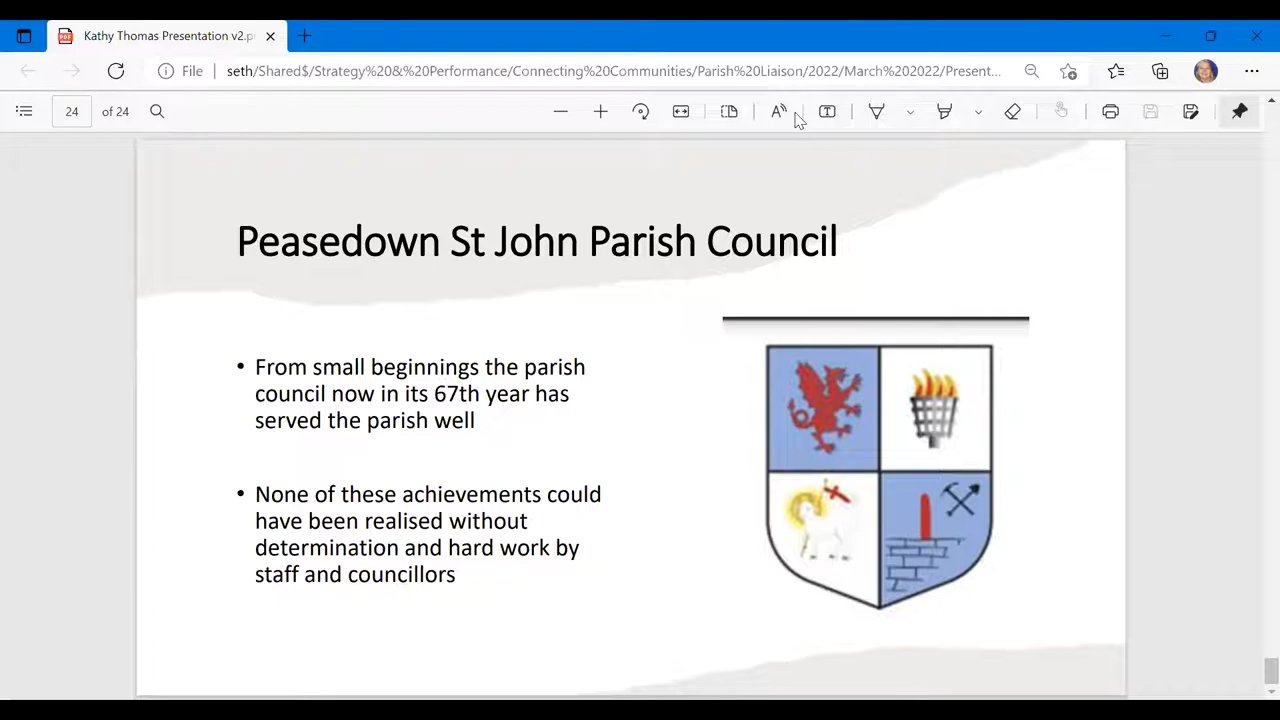 Kathy Thomas Presentation v2.p
File
seth/Shared$/Strategy%20&%20Performance/Connecting%20Communities/Parish%20Liaison/2022/March%202022/Present...
24 of 24
Peasedown St John Parish Council
• From small beginnings the parish
council now in its 67th year has
served the parish well
• None of these achievements could
have been realised without
determination and hard work by
staff and councillors